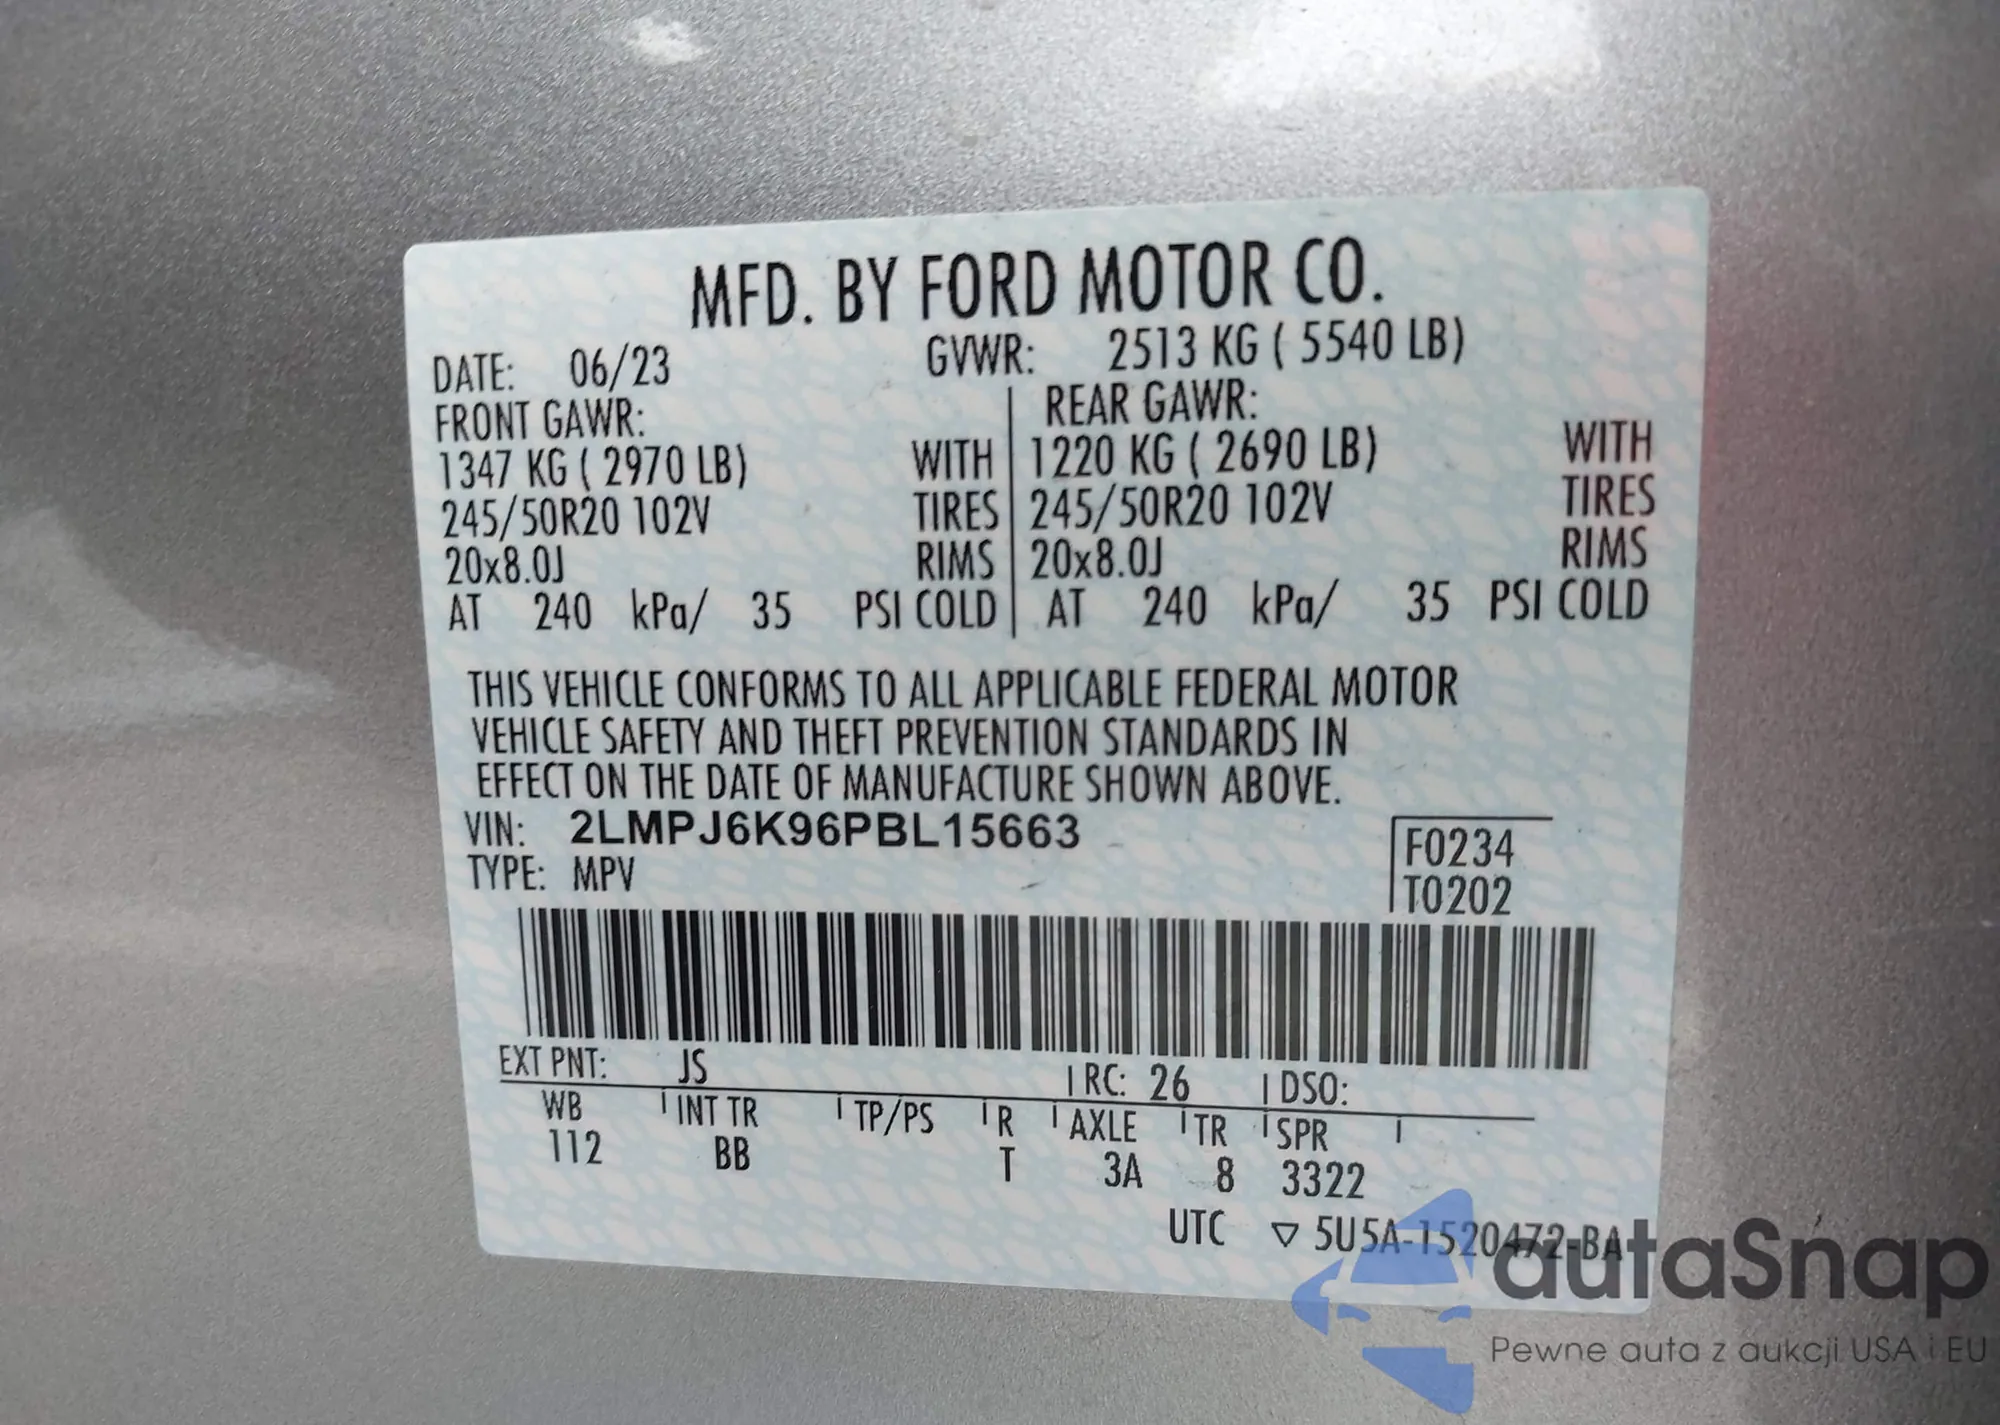 MFD. BY FORD MOTOR CO.
DATE: 06/23 GVWR: 2513 KG ( 5540 LB)
FRONT GAWR: REAR GAWR:
1347 KG ( 2970 LB) WITH 1220 KG ( 2690 LB) WITH
245/50R20 102V TIRES 245/50R20 102V TIRES
20x8.0J RIMS 20x8.0J RIMS
AT 240 kPa/ 35 PSI COLD AT 240 kPa/ 35 PSI COLD
THIS VEHICLE CONFORMS TO ALL APPLICABLE FEDERAL MOTOR
VEHICLE SAFETY AND THEFT PREVENTION STANDARDS IN
EFFECT ON THE DATE OF MANUFACTURE SHOWN ABOVE.
VIN: 2LMPJ6K96PBL15663
TYPE: MPV
F0234
T0202
EXT PNT: JS RC: 26 DSO:
WB INT TR TP/PS R AXLE TR SPR
112 BB T 3A 8 3322
UTC ▽ 5U5A-1520472-BA
autaSnap
Pewne auta z aukcji USA i EU